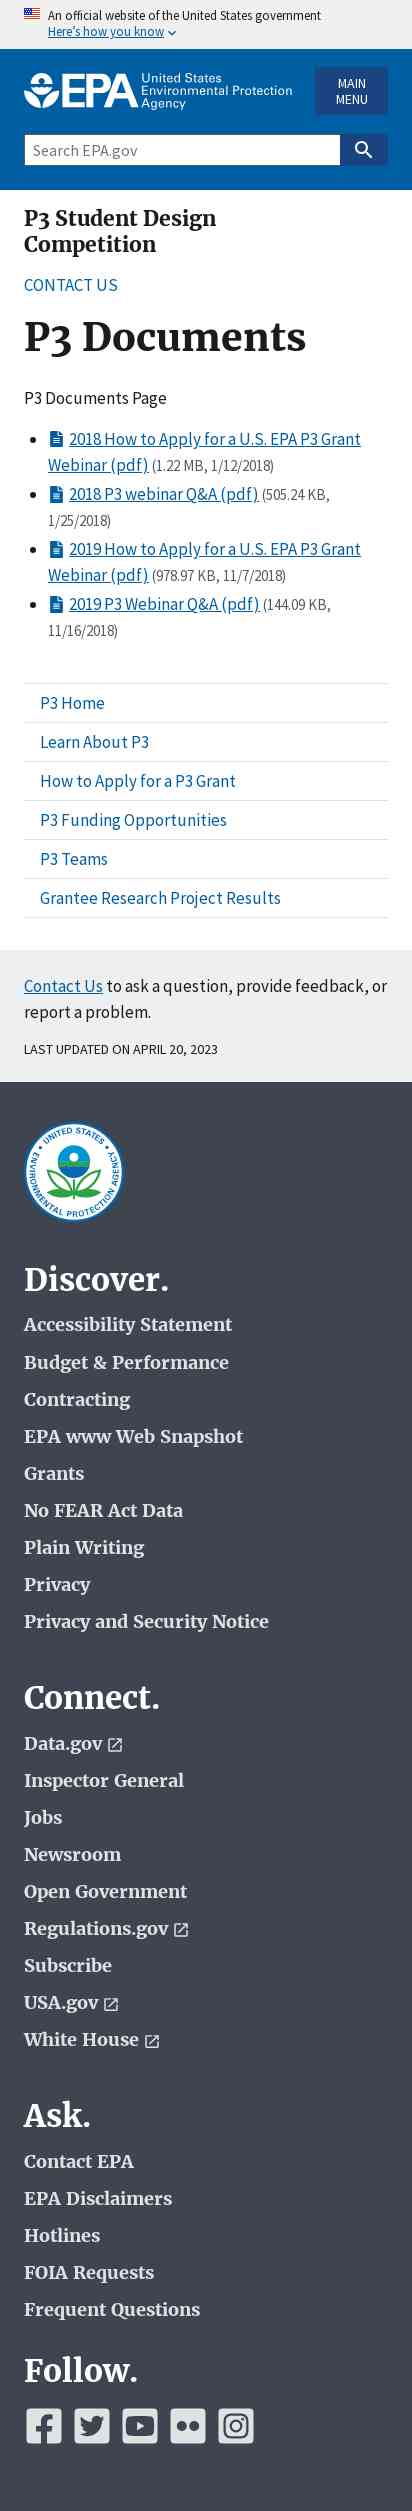 An official website of the United States government
Here's how you know
EPA United States
Environmental Protection
Agency
MAIN
MENU
Search EPA.gov
P3 Student Design
Competition
CONTACT US
P3 Documents
P3 Documents Page
2018 How to Apply for a U.S. EPA P3 Grant
Webinar (pdf) (1.22 MB, 1/12/2018)
2018 P3 webinar Q&A (pdf) (505.24 KB,
1/25/2018)
2019 How to Apply for a U.S. EPA P3 Grant
Webinar (pdf) (978.97 KB, 11/7/2018)
2019 P3 Webinar Q&A (pdf) (144.09 KB,
11/16/2018)
P3 Home
Learn About P3
How to Apply for a P3 Grant
P3 Funding Opportunities
P3 Teams
Grantee Research Project Results
Contact Us to ask a question, provide feedback, or
report a problem.
LAST UPDATED ON APRIL 20, 2023
UNITED STATES
ENVIRONMENTAL PROTECTION AGENCY
Discover.
Accessibility Statement
Budget & Performance
Contracting
EPA www Web Snapshot
Grants
No FEAR Act Data
Plain Writing
Privacy
Privacy and Security Notice
Connect.
Data.gov
Inspector General
Jobs
Newsroom
Open Government
Regulations.gov
Subscribe
USA.gov
White House
Ask.
Contact EPA
EPA Disclaimers
Hotlines
FOIA Requests
Frequent Questions
Follow.